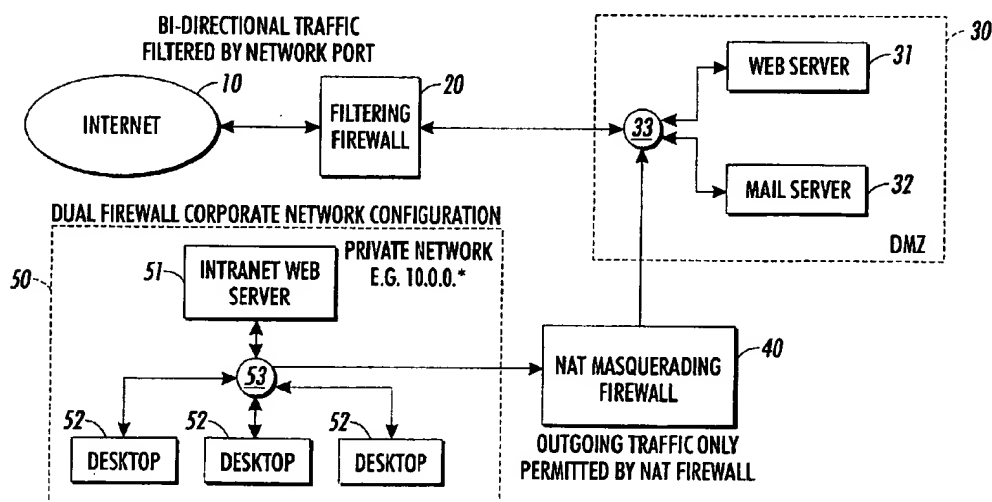 BI-DIRECTIONAL TRAFFIC
FILTERED BY NETWORK PORT
10
INTERNET
20
FILTERING
FIREWALL
30
33
WEB SERVER
31
MAIL SERVER
32
DMZ
DUAL FIREWALL CORPORATE NETWORK CONFIGURATION
50
PRIVATE NETWORK
E.G. 10.0.0.*
51
INTRANET WEB
SERVER
53
52
DESKTOP
52
DESKTOP
52
DESKTOP
NAT MASQUERADING
FIREWALL
40
OUTGOING TRAFFIC ONLY
PERMITTED BY NAT FIREWALL